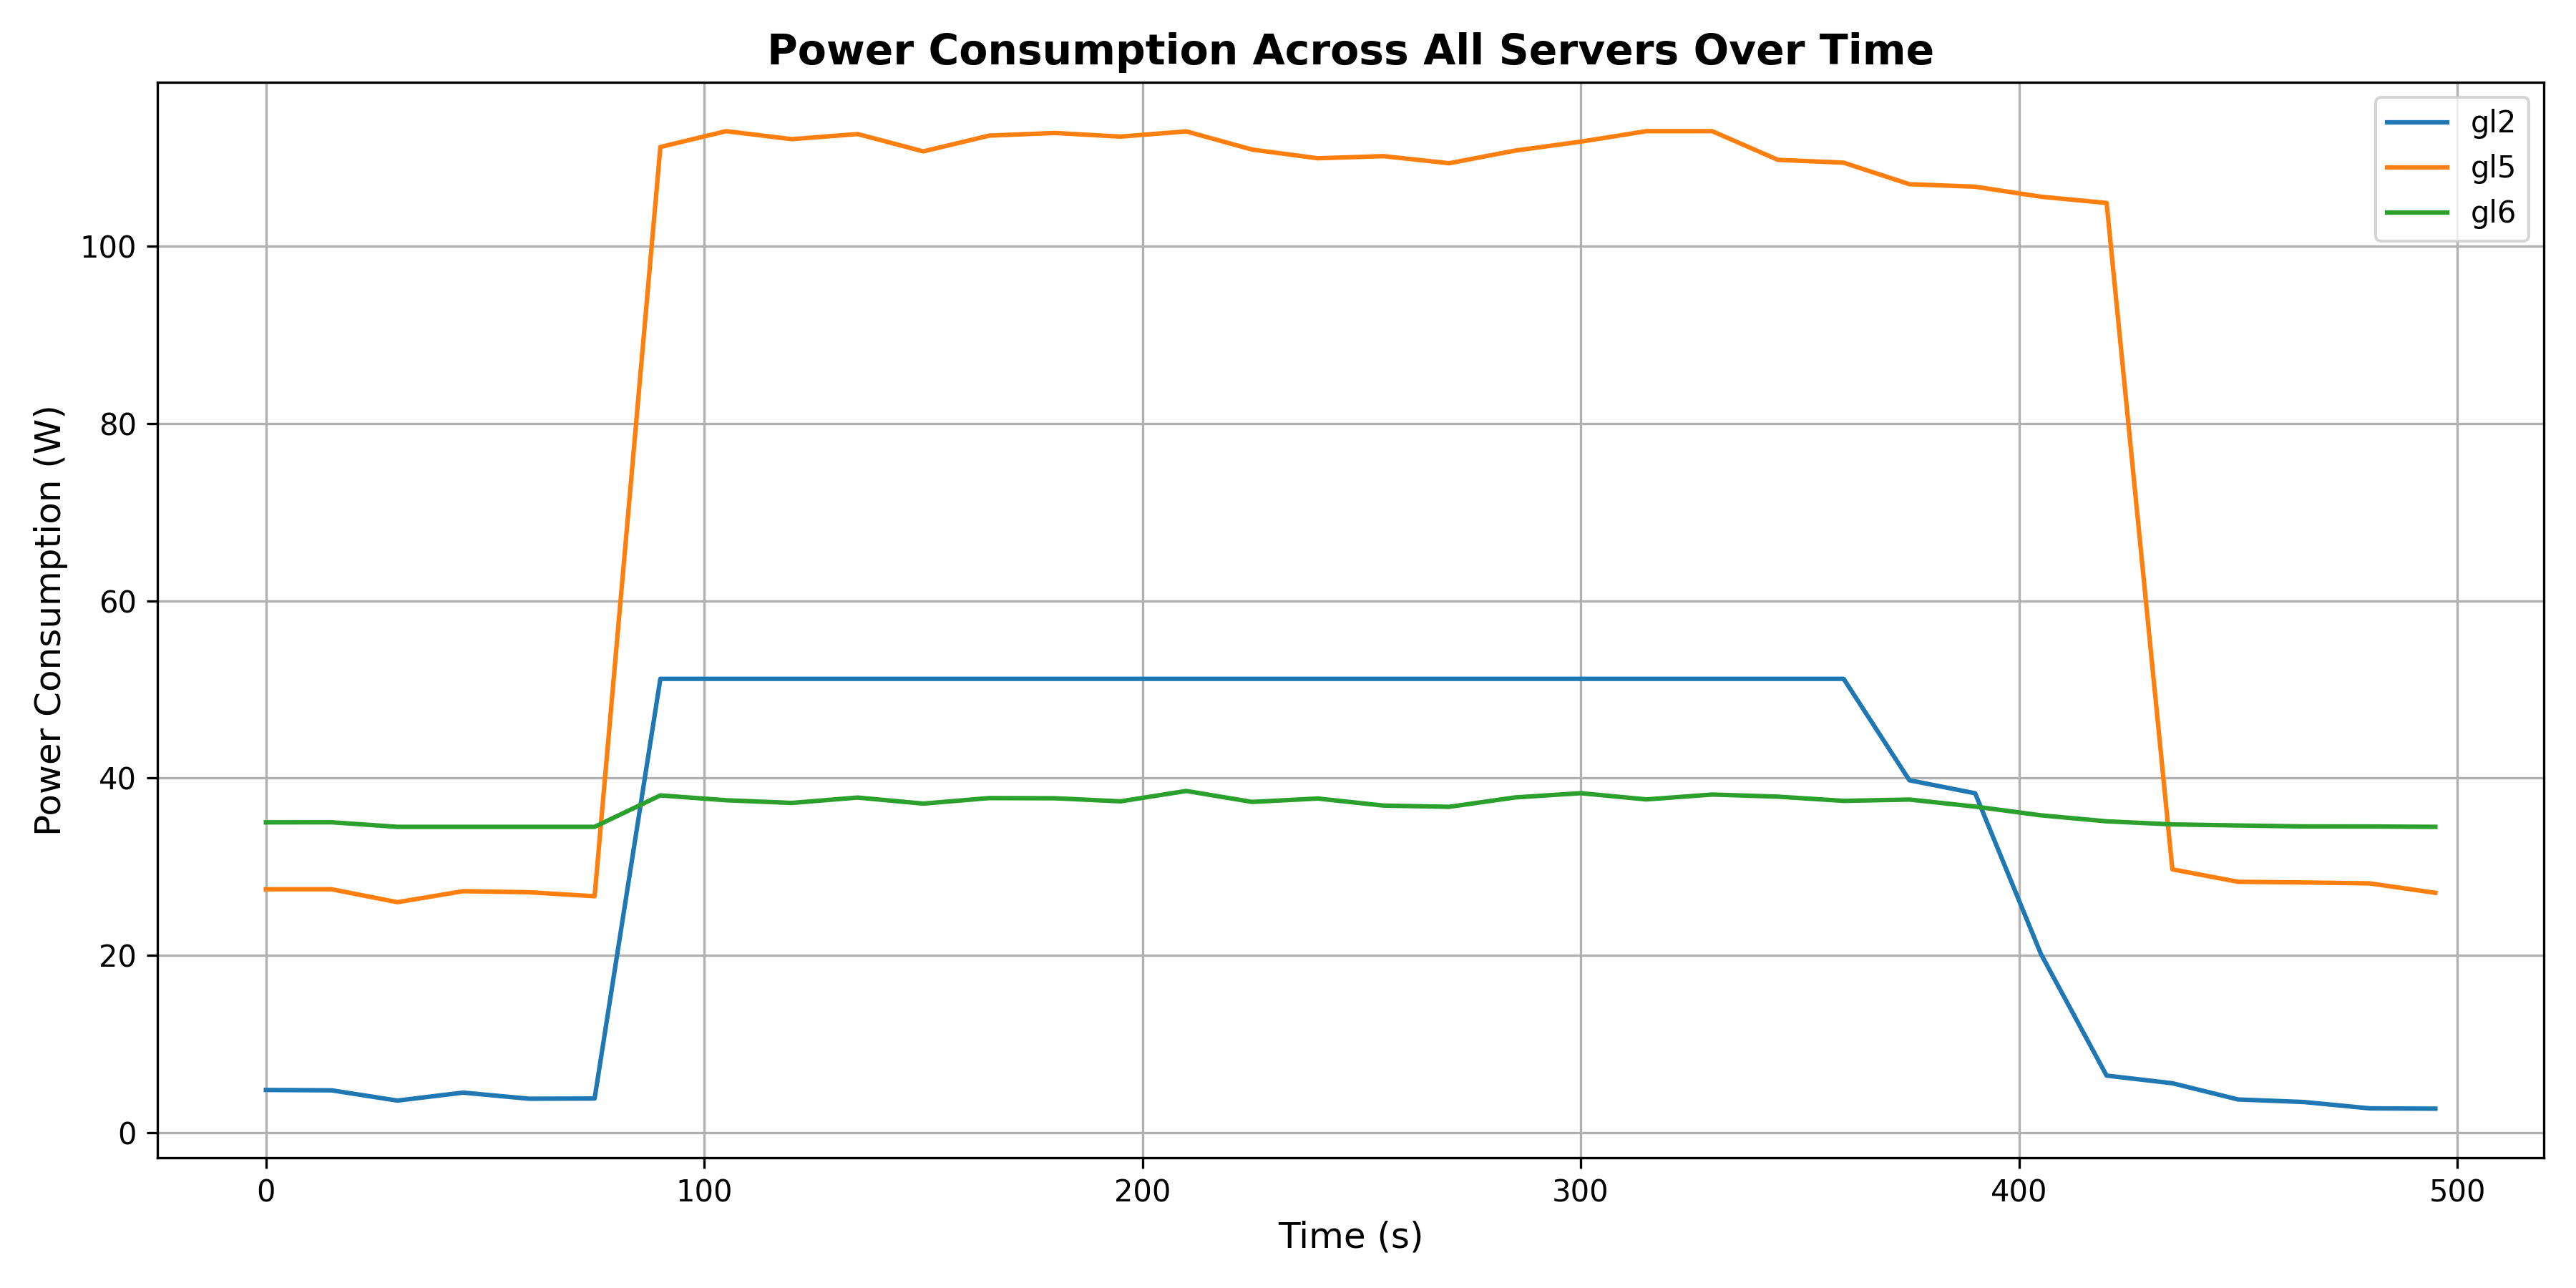 Power Consumption Across All Servers Over Time
gl2
gl5
gl6
Power Consumption (W)
100
80
60
40
20
0
0 100 200 300 400 500
Time (s)